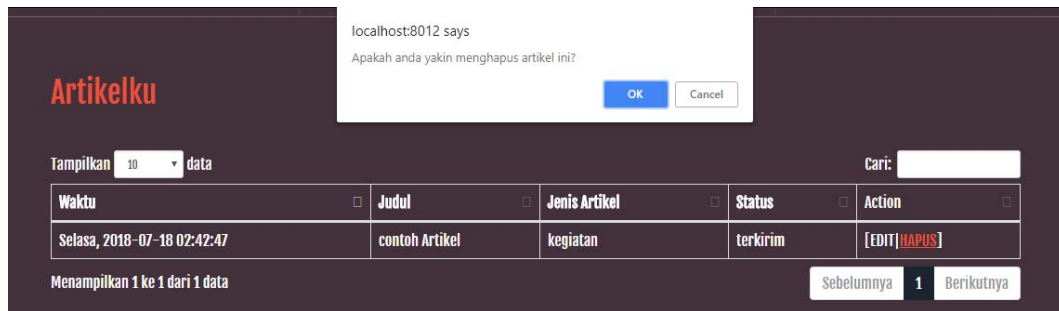 localhost:8012 says
Apakah anda yakin menghapus artikel ini?
OK Cancel
Artikelku
Tampilkan 10 data Cari:
Waktu Judul Jenis Artikel Status Action
Selasa, 2018-07-18 02:42:47 contoh Artikel kegiatan terkirim [EDIT|HAPUS]
Menampilkan 1 ke 1 dari 1 data Sebelumnya 1 Berikutnya